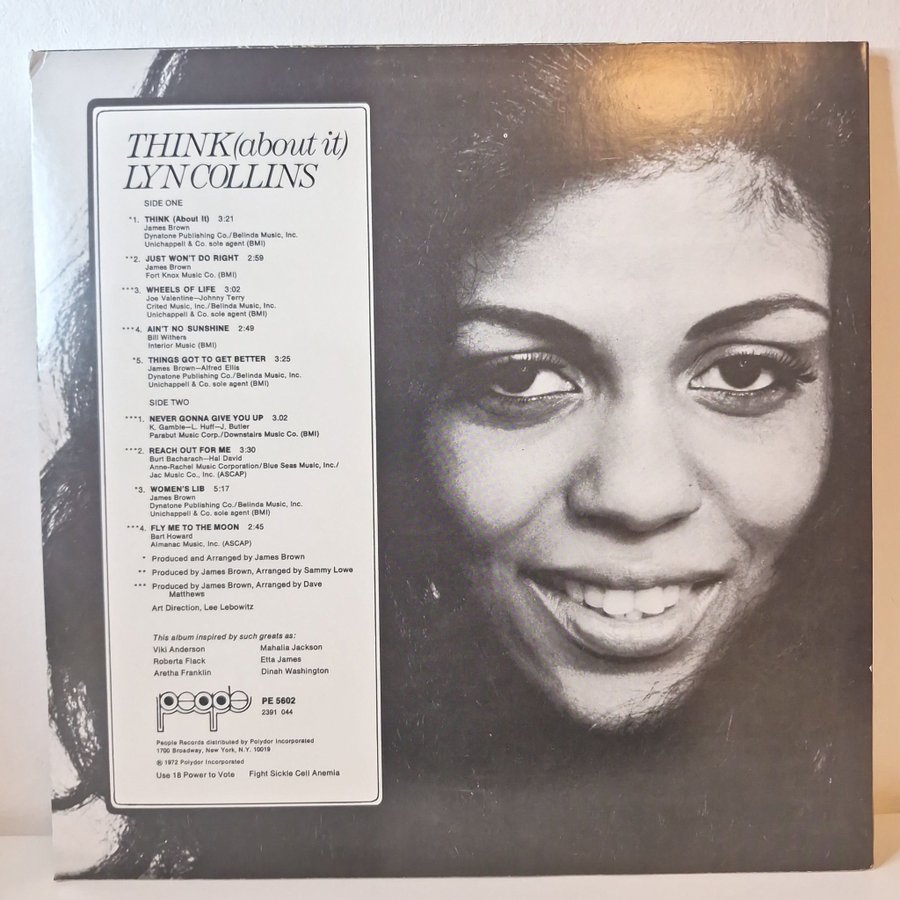 THINK (about it)
LYN COLLINS
SIDE ONE
*1. THINK (About It) 3:21
James Brown
Dynatone Publishing Co./Belinda Music, Inc.
Unichappell & Co. sole agent (BMI)
**2. JUST WON'T DO RIGHT 2:59
James Brown
Fort Knox Music Co. (BMI)
***3. WHEELS OF LIFE 3:02
Joe Valentine—Johnny Terry
Crited Music, Inc./Belinda Music, Inc.
Unichappell & Co. sole agent (BMI)
***4. AIN'T NO SUNSHINE 2:49
Bill Withers
Interior Music (BMI)
*5. THINGS GOT TO GET BETTER 3:25
James Brown—Alfred Ellis
Dynatone Publishing Co./Belinda Music, Inc.
Unichappell & Co. sole agent (BMI)
SIDE TWO
***1. NEVER GONNA GIVE YOU UP 3.02
K. Gamble—L. Huff—J. Butler
Parabut Music Corp./Downstairs Music Co. (BMI)
***2. REACH OUT FOR ME 3:30
Burt Bacharach—Hal David
Anne-Rachel Music Corporation/Blue Seas Music, Inc./
Jac Music Co., Inc. (ASCAP)
*3. WOMEN'S LIB 5:17
James Brown
Dynatone Publishing Co./Belinda Music, Inc.
Unichappell & Co. sole agent (BMI)
***4. FLY ME TO THE MOON 2:45
Bart Howard
Almanac Music, Inc. (ASCAP)
* Produced and Arranged by James Brown
** Produced by James Brown, Arranged by Sammy Lowe
*** Produced by James Brown, Arranged by Dave
Matthews
Art Direction, Lee Lebowitz
This album inspired by such greats as:
Viki Anderson Mahalia Jackson
Roberta Flack Etta James
Aretha Franklin Dinah Washington
people PE 5602
2391 044
People Records distributed by Polydor Incorporated
1700 Broadway, New York, N.Y. 10019
℗ 1972 Polydor Incorporated
Use 18 Power to Vote Fight Sickle Cell Anemia